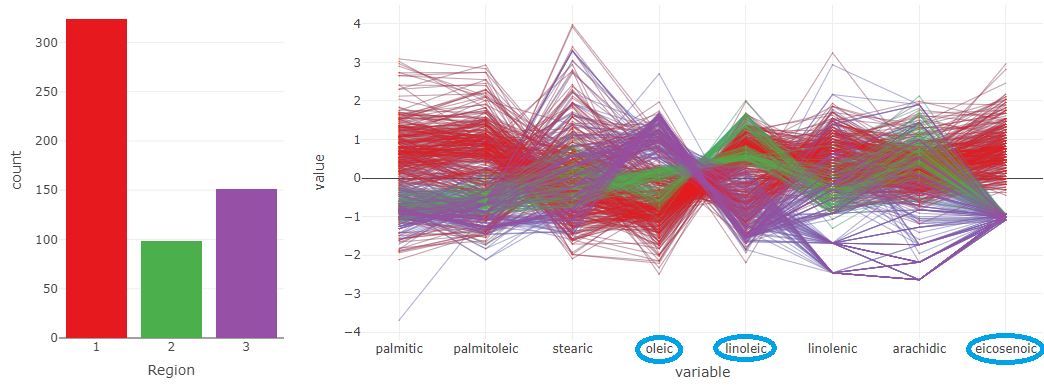 300
250
200
150
100
50
0
count
1 2 3
Region
4
3
2
1
0
−1
−2
−3
−4
value
palmitic palmitoleic stearic oleic linoleic linolenic arachidic eicosenoic
variable